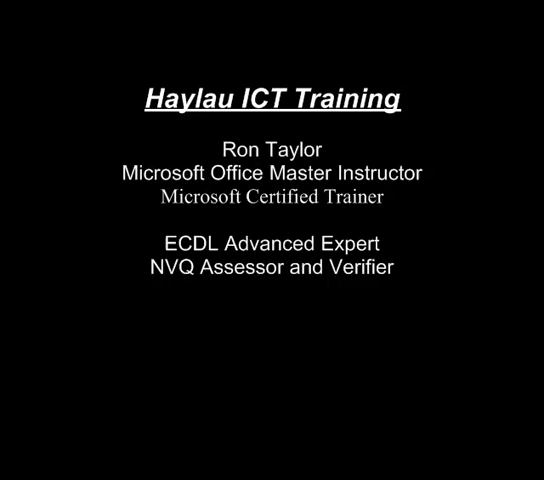 Haylau ICT Training
Ron Taylor
Microsoft Office Master Instructor
Microsoft Certified Trainer
ECDL Advanced Expert
NVQ Assessor and Verifier